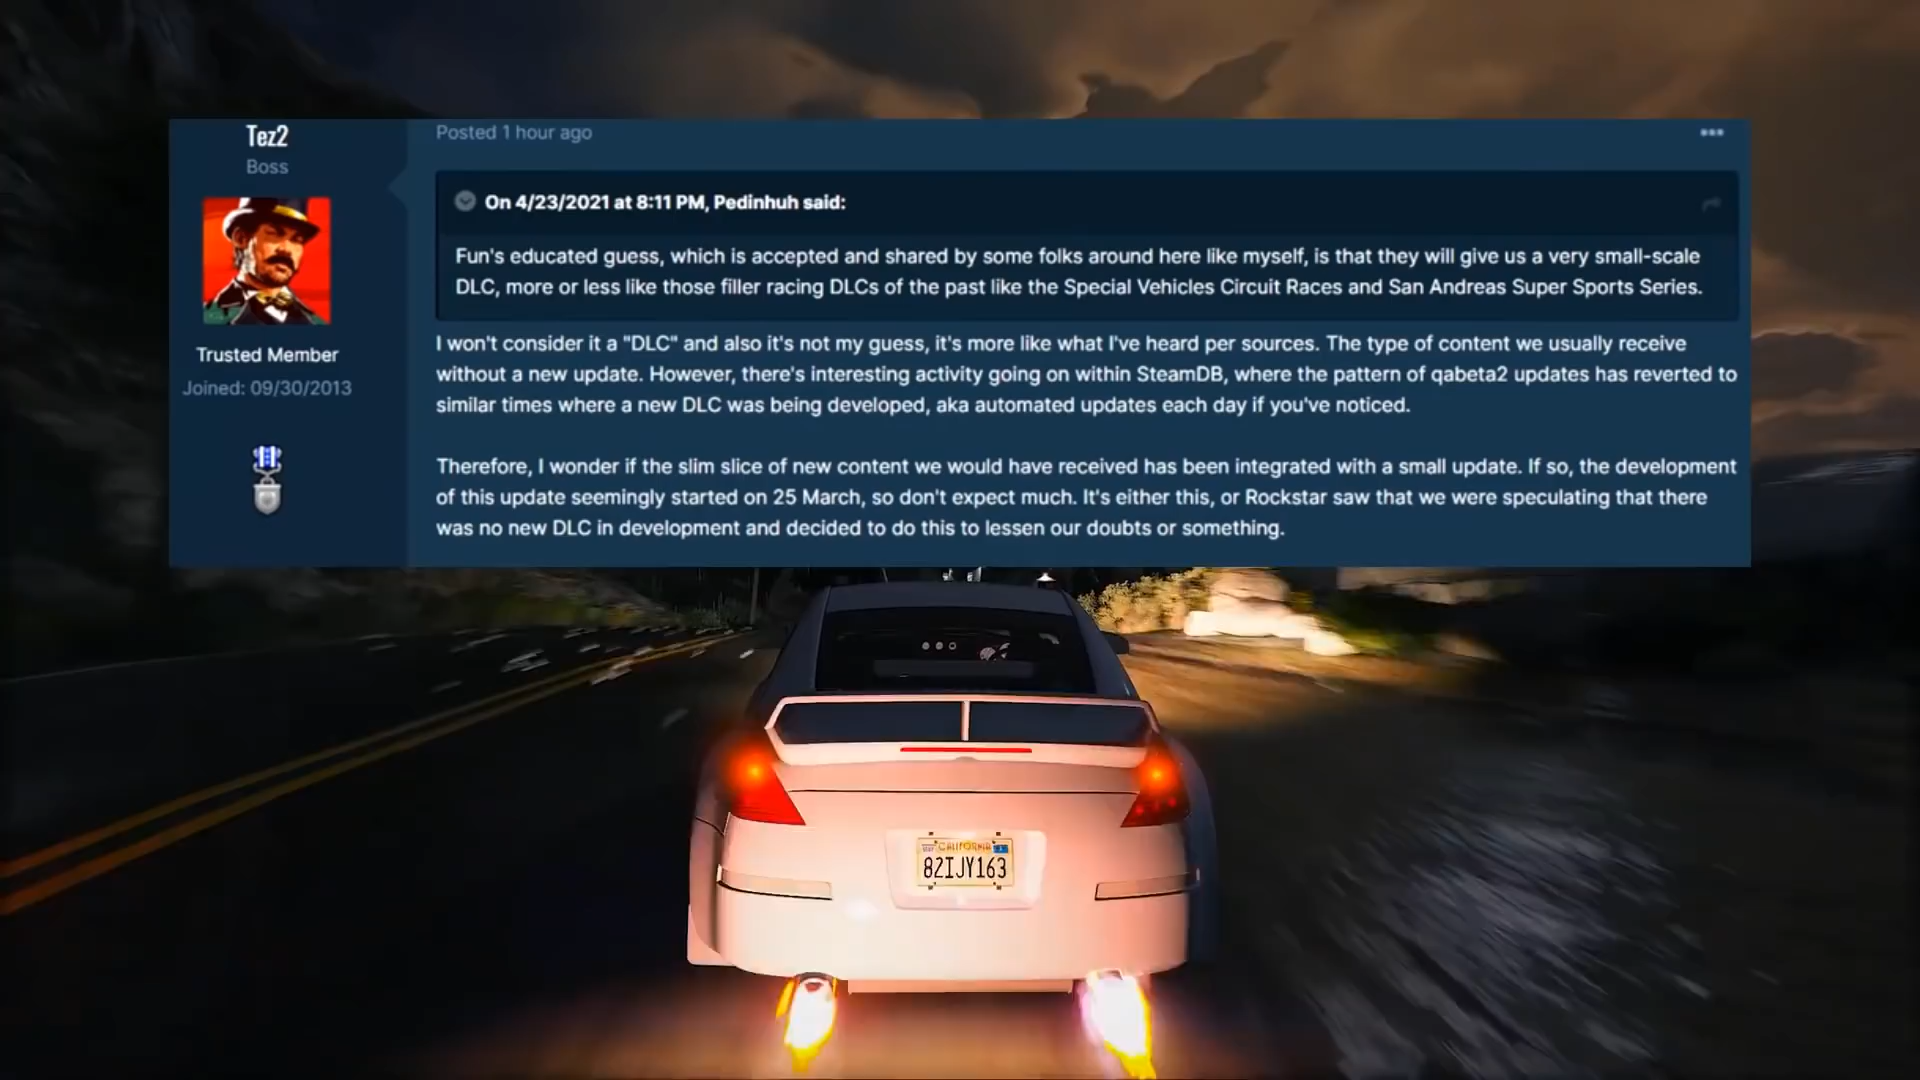 Tez2
Boss
Trusted Member
Joined: 09/30/2013
Posted 1 hour ago
On 4/23/2021 at 8:11 PM, Pedinhuh said:
Fun's educated guess, which is accepted and shared by some folks around here like myself, is that they will give us a very small-scale
DLC, more or less like those filler racing DLCs of the past like the Special Vehicles Circuit Races and San Andreas Super Sports Series.
I won't consider it a "DLC" and also it's not my guess, it's more like what I've heard per sources. The type of content we usually receive
without a new update. However, there's interesting activity going on within SteamDB, where the pattern of qabeta2 updates has reverted to
similar times where a new DLC was being developed, aka automated updates each day if you've noticed.
Therefore, I wonder if the slim slice of new content we would have received has been integrated with a small update. If so, the development
of this update seemingly started on 25 March, so don't expect much. It's either this, or Rockstar saw that we were speculating that there
was no new DLC in development and decided to do this to lessen our doubts or something.
CALIFORNIA
82IJY163